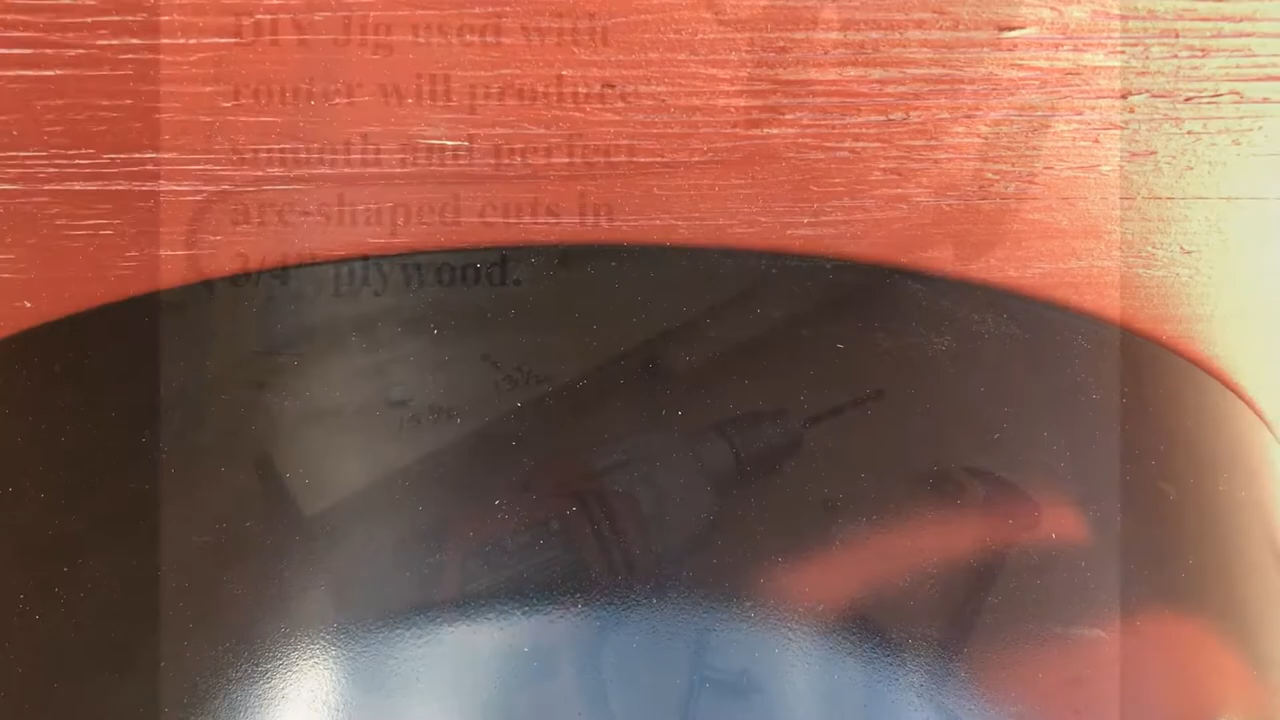 DIY Jig used with
router will produce
smooth and perfect
arc-shaped cuts in
3/4" plywood.